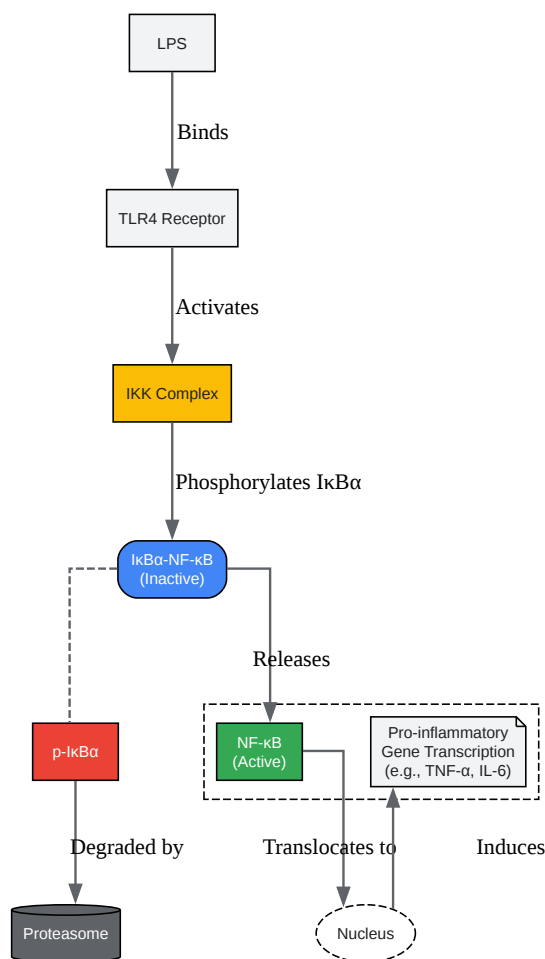 LPS
Binds
TLR4 Receptor
Activates
IKK Complex
Phosphorylates IκBα
IκBα-NF-κB
(Inactive)
Releases
p-IκBα
NF-κB
(Active)
Pro-inflammatory
Gene Transcription
(e.g., TNF-α, IL-6)
Degraded by
Translocates to
Induces
Proteasome
Nucleus